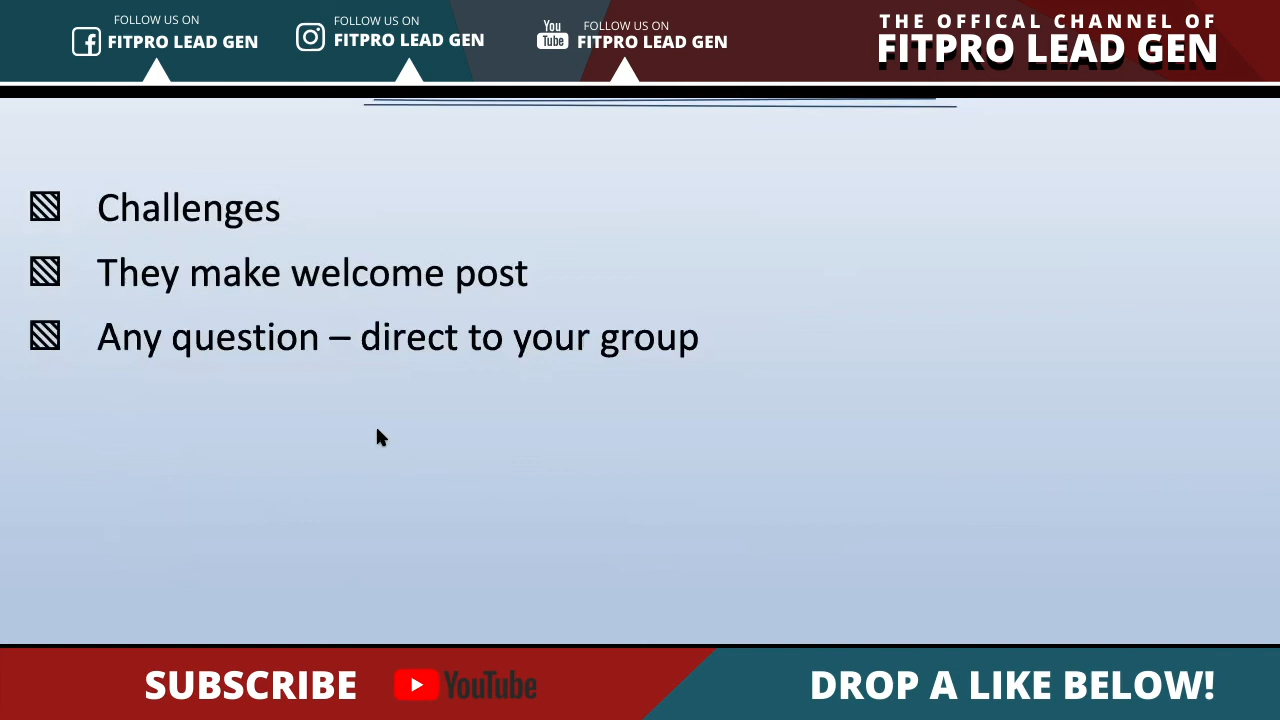 FOLLOW US ON
FITPRO LEAD GEN
FOLLOW US ON
FITPRO LEAD GEN
You
Tube
FOLLOW US ON
FITPRO LEAD GEN
THE OFFICAL CHANNEL OF
FITPRO LEAD GEN
Challenges
They make welcome post
Any question – direct to your group
SUBSCRIBE
YouTube
DROP A LIKE BELOW!